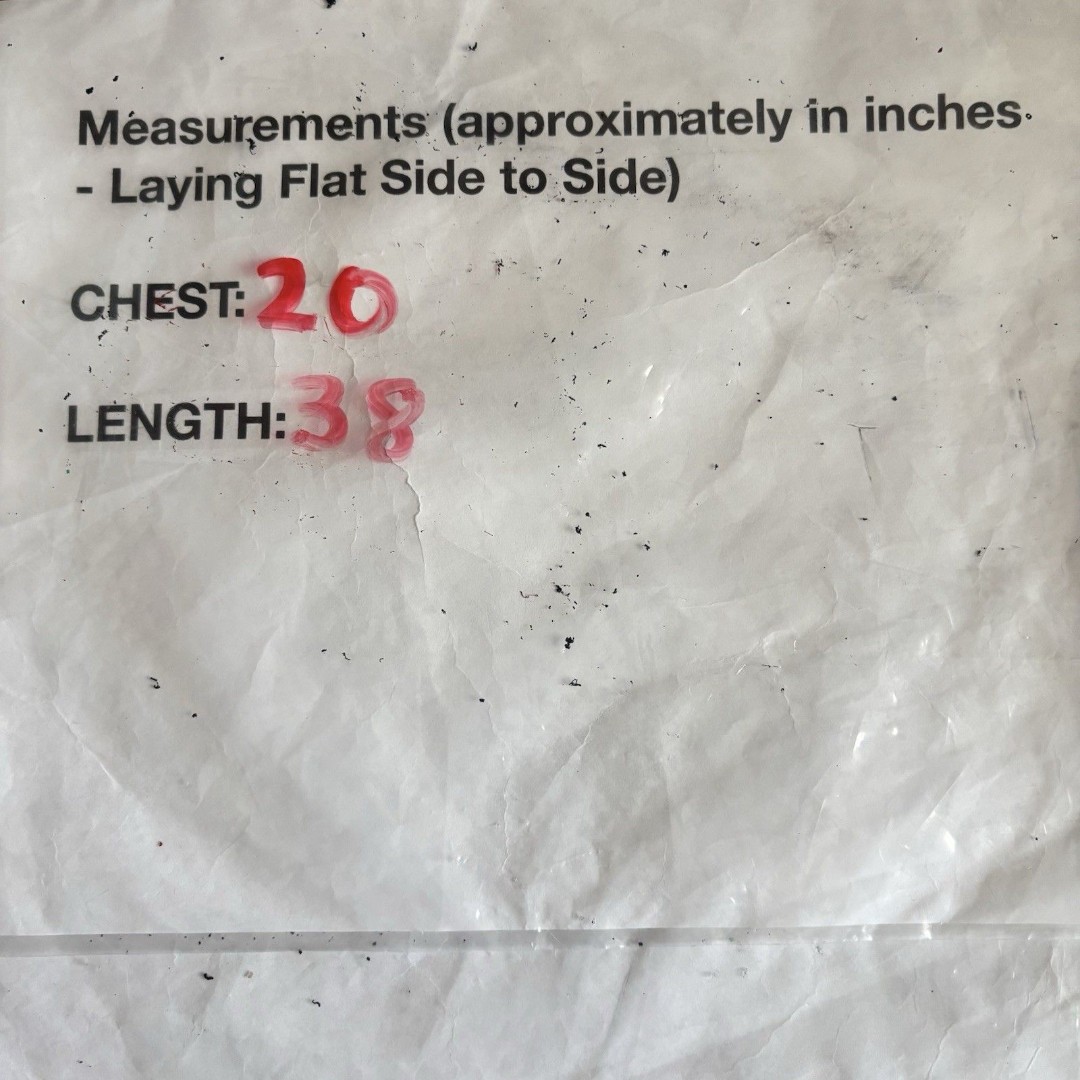 Measurements (approximately in inches.
- Laying Flat Side to Side)
CHEST: 20
LENGTH: 38